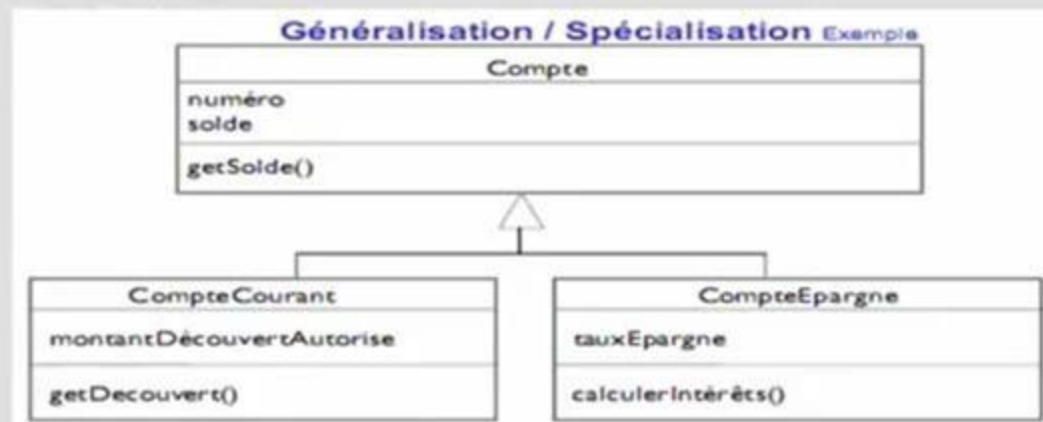 Généralisation / Spécialisation Exemple
Compte
numéro
solde
getSolde()
CompteCourant
montantDécouvertAutorise
getDecouvert()
CompteEpargne
tauxEpargne
calculerIntérêts()